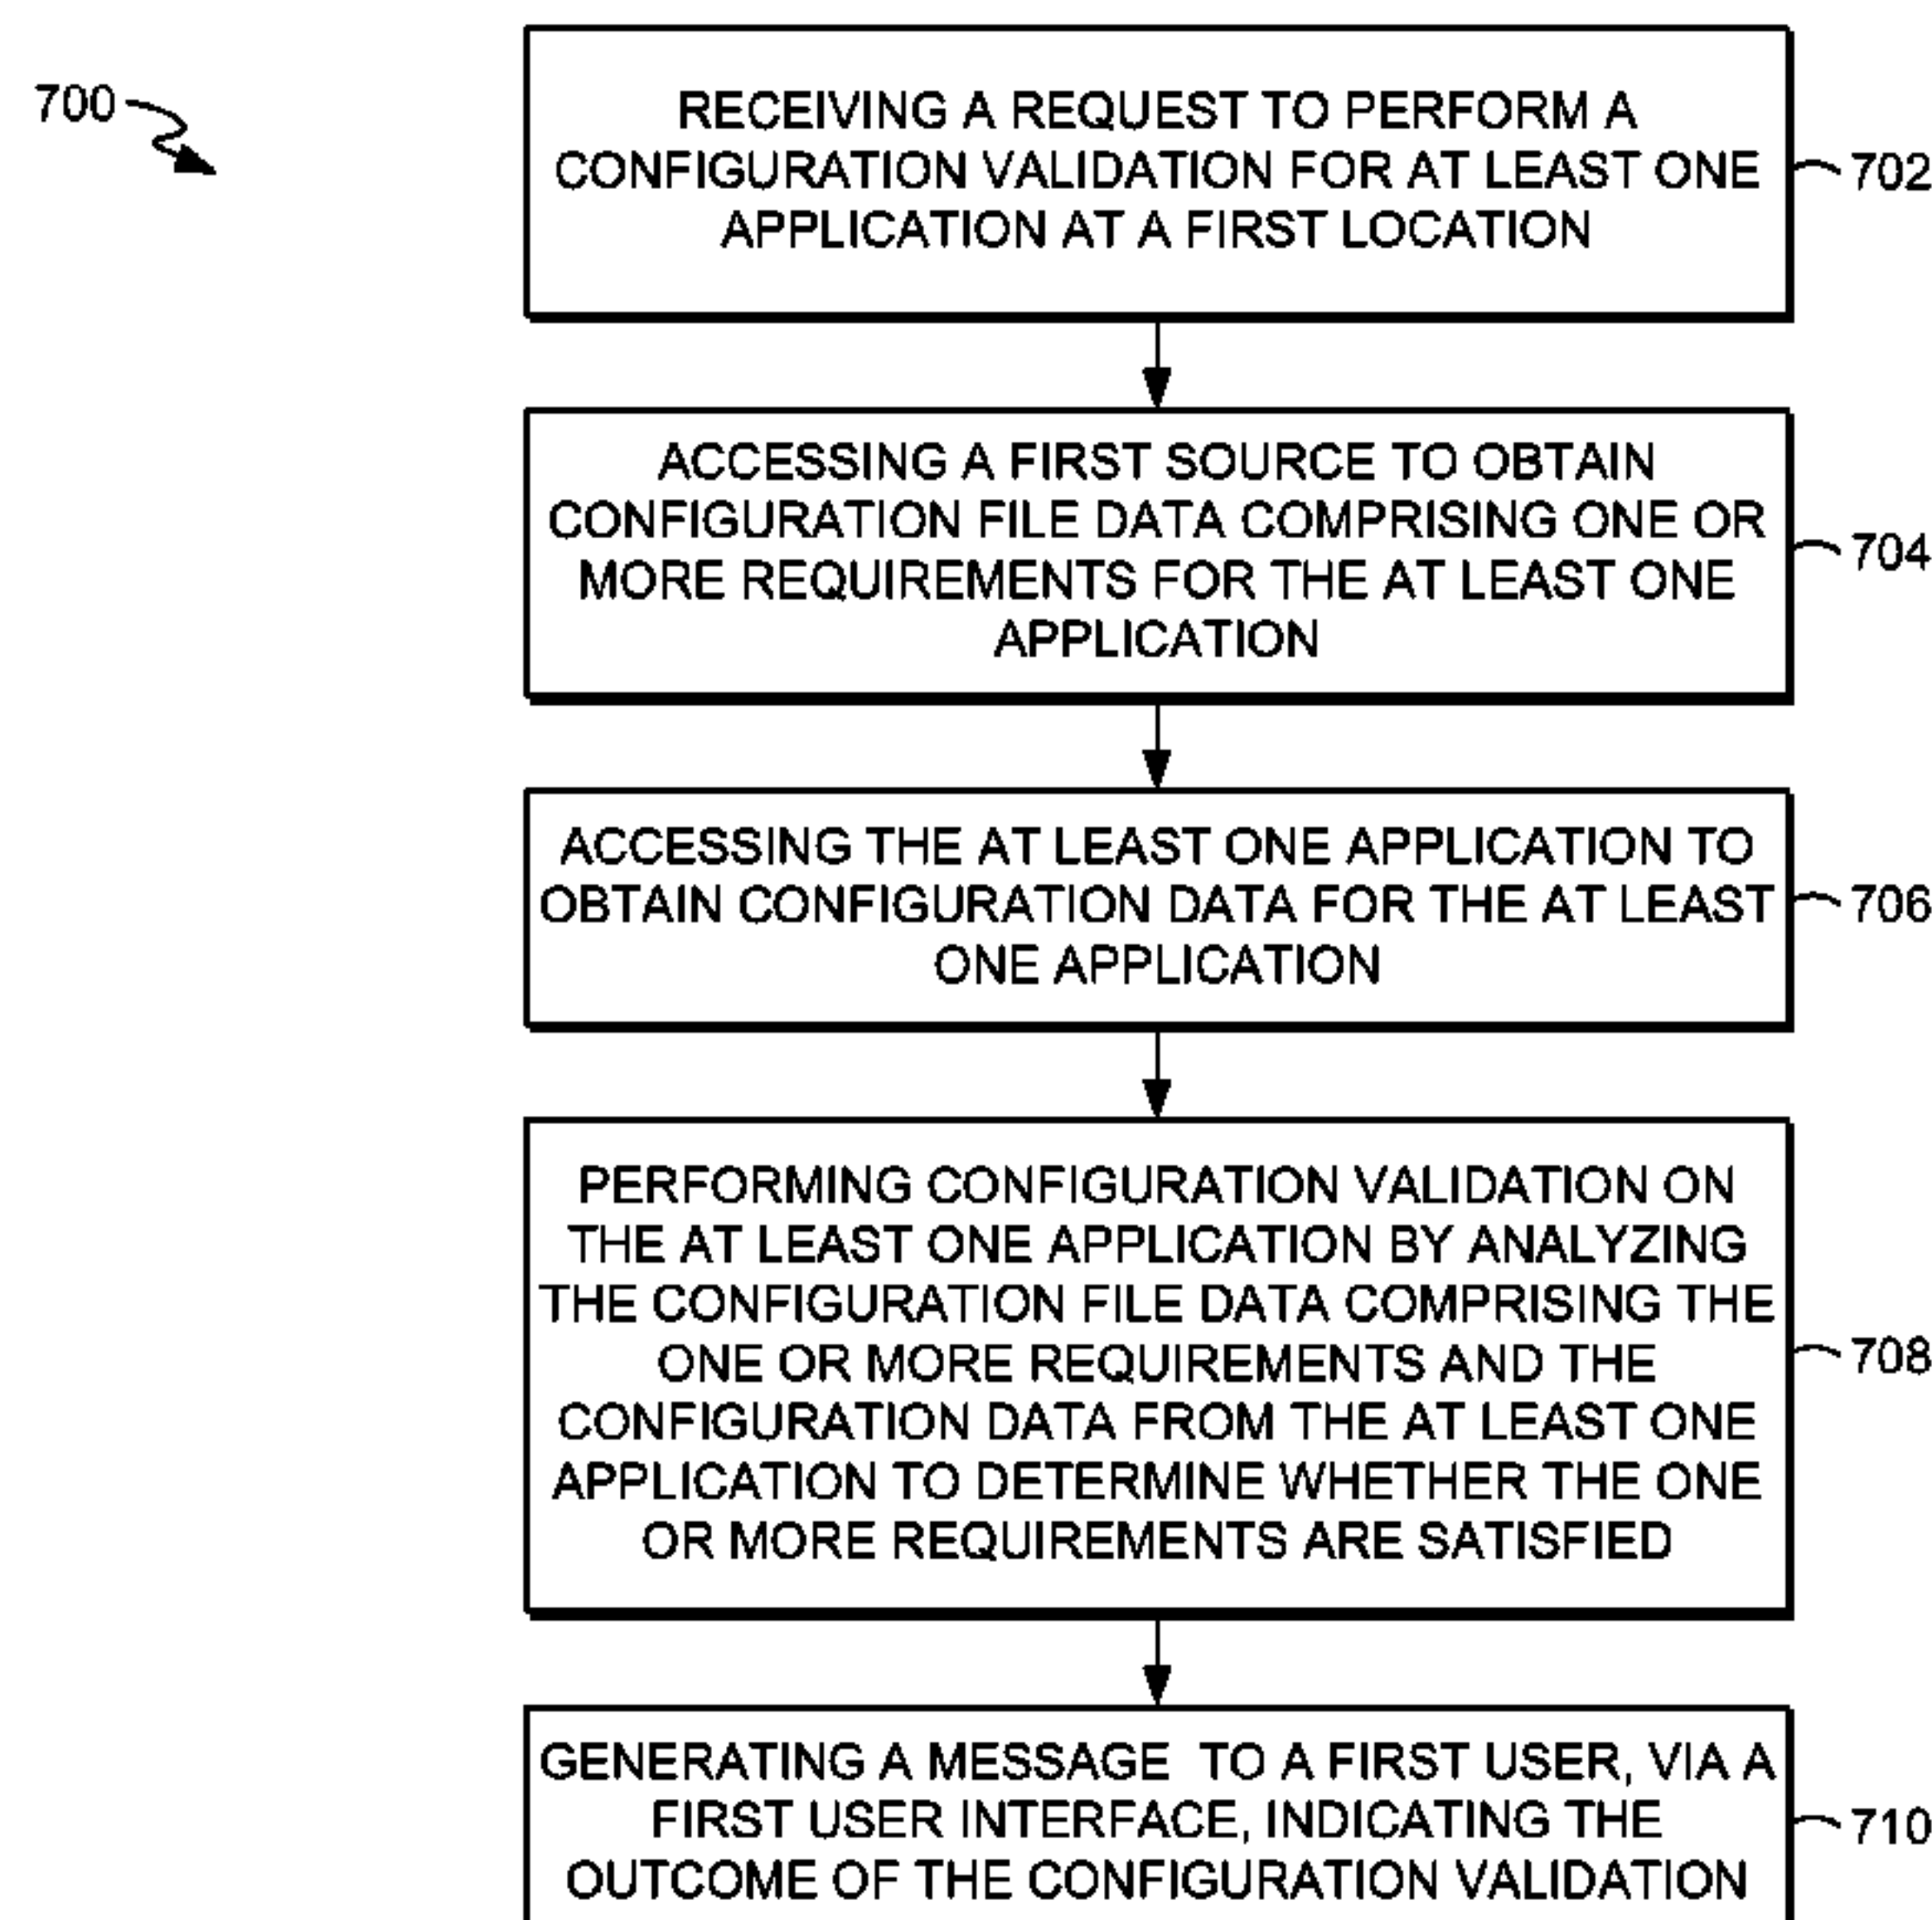 700
RECEIVING A REQUEST TO PERFORM A
CONFIGURATION VALIDATION FOR AT LEAST ONE
APPLICATION AT A FIRST LOCATION
702
ACCESSING A FIRST SOURCE TO OBTAIN
CONFIGURATION FILE DATA COMPRISING ONE OR
MORE REQUIREMENTS FOR THE AT LEAST ONE
APPLICATION
704
ACCESSING THE AT LEAST ONE APPLICATION TO
OBTAIN CONFIGURATION DATA FOR THE AT LEAST
ONE APPLICATION
706
PERFORMING CONFIGURATION VALIDATION ON
THE AT LEAST ONE APPLICATION BY ANALYZING
THE CONFIGURATION FILE DATA COMPRISING THE
ONE OR MORE REQUIREMENTS AND THE
CONFIGURATION DATA FROM THE AT LEAST ONE
APPLICATION TO DETERMINE WHETHER THE ONE
OR MORE REQUIREMENTS ARE SATISFIED
708
GENERATING A MESSAGE TO A FIRST USER, VIA A
FIRST USER INTERFACE, INDICATING THE
OUTCOME OF THE CONFIGURATION VALIDATION
710